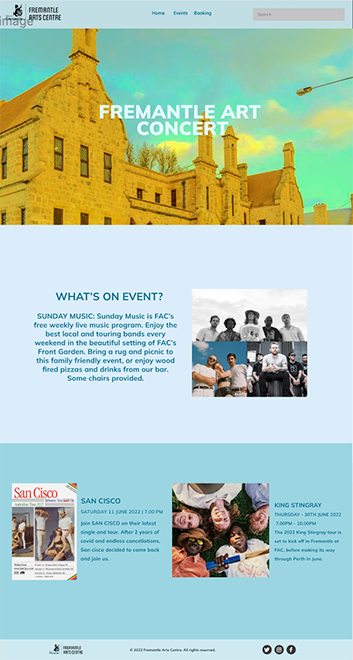 FREMANTLE
ARTS CENTRE
image
Home Events Booking
Search
FREMANTLE ART
CONCERT
WHAT'S ON EVENT?
SUNDAY MUSIC: Sunday Music is FAC's
free weekly live music program. Enjoy the
best local and touring bands every
weekend in the beautiful setting of FAC's
Front Garden. Bring a rug and picnic to
this family friendly event, or enjoy wood
fired pizzas and drinks from our bar.
Some chairs provided.
San Cisco
SAN CISCO
SATURDAY 11 JUNE 2022 | 7.00 PM
Join SAN CISCO on their latest
single and tour. After 2 years of
covid and endless cancellations,
San cisco decided to come back
and join us.
KING STINGRAY
THURSDAY - 30TH JUNE 2022
7.00PM - 10.00PM
The 2022 King Stingray tour is
set to kick off in Fremantle at
FAC, before making its way
through Perth in June.
FREMANTLE
ARTS CENTRE
© 2022 Fremantle Arts Centre. All rights reserved.